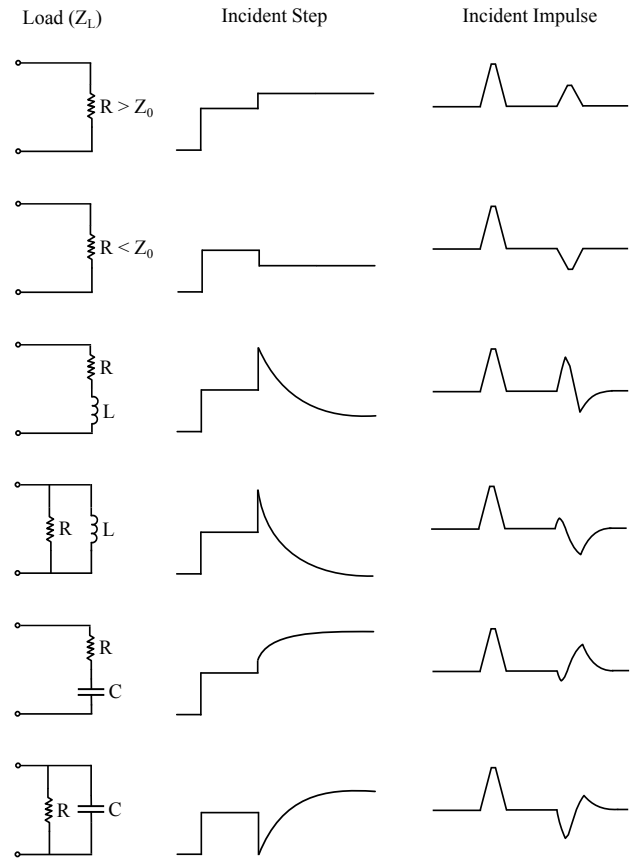 Load (Z_L) Incident Step Incident Impulse
R > Z_0
R < Z_0
R
L
R L
R
C
R C